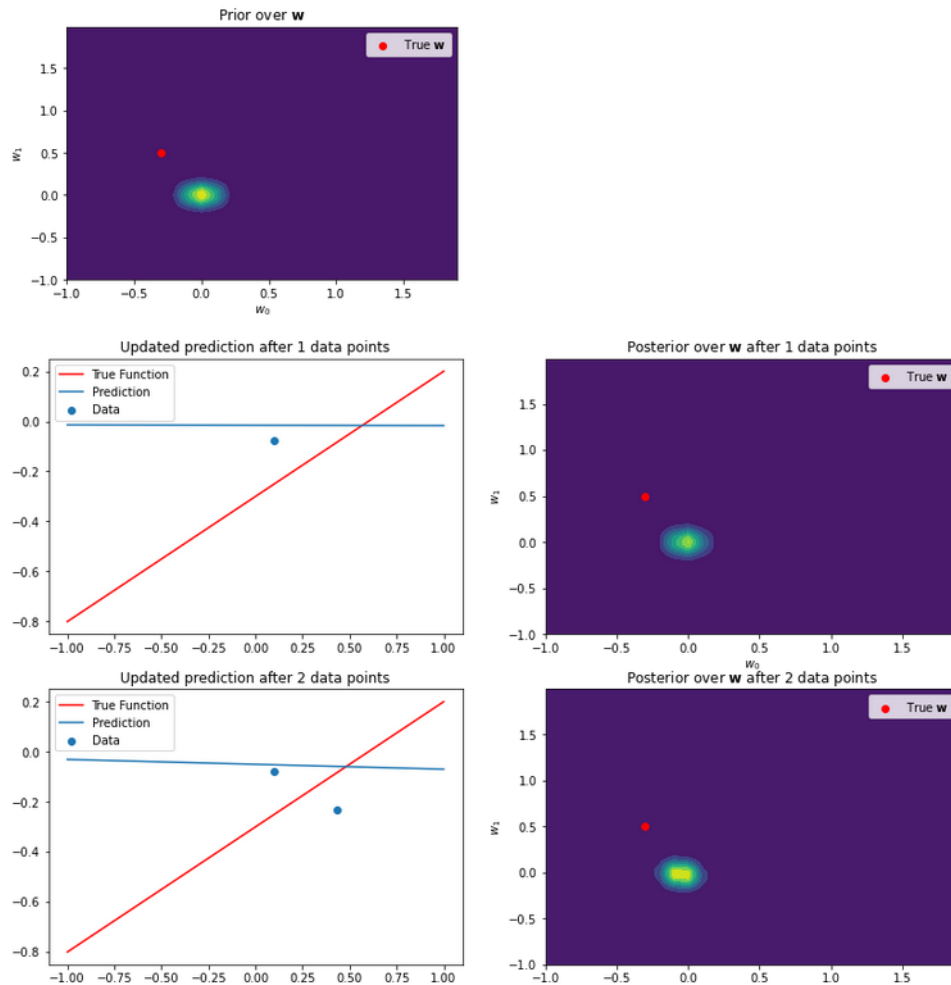 Prior over w
True w
1.5
1.0
w1
0.5
0.0
−0.5
−1.0
−1.0 −0.5 0.0 0.5 1.0 1.5
w0
Updated prediction after 1 data points
True Function
Prediction
Data
0.2
0.0
−0.2
−0.4
−0.6
−0.8
−1.00 −0.75 −0.50 −0.25 0.00 0.25 0.50 0.75 1.00
Posterior over w after 1 data points
True w
1.5
1.0
w1
0.5
0.0
−0.5
−1.0
−1.0 −0.5 0.0 0.5 1.0 1.5
w0
Updated prediction after 2 data points
True Function
Prediction
Data
0.2
0.0
−0.2
−0.4
−0.6
−0.8
−1.00 −0.75 −0.50 −0.25 0.00 0.25 0.50 0.75 1.00
Posterior over w after 2 data points
True w
1.5
1.0
w1
0.5
0.0
−0.5
−1.0
−1.0 −0.5 0.0 0.5 1.0 1.5